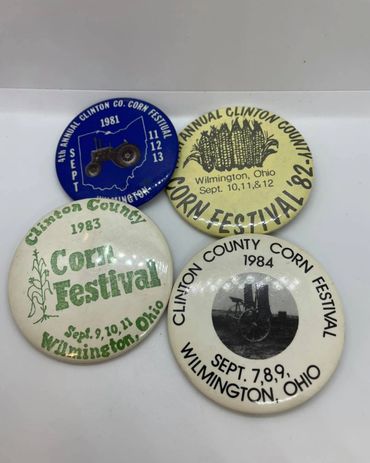 4th ANNUAL CLINTON CO. CORN FESTIVAL
1981
SEPT
11
12
13
WILMINGTON
ANNUAL CLINTON COUNTY
Wilmington, Ohio
Sept. 10,11,&12
CORN FESTIVAL '82
Clinton County
1983
Corn
Festival
Sept. 9, 10, 11
Wilmington, Ohio
CLINTON COUNTY CORN FESTIVAL
1984
SEPT. 7,8,9,
WILMINGTON, OHIO